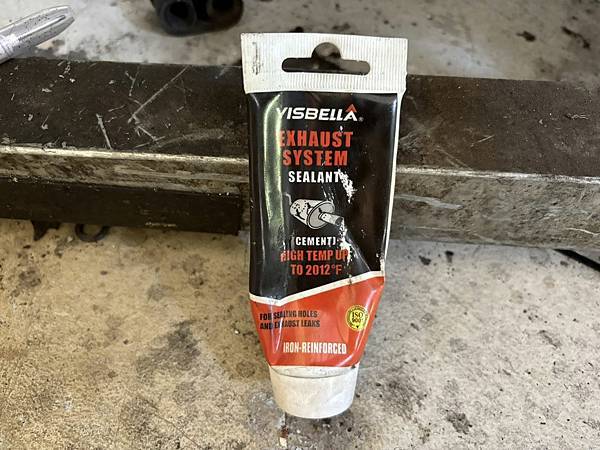 VISBELLA®
EXHAUST
SYSTEM
SEALANT
(CEMENT)
HIGH TEMP UP
TO 2012°F
FOR SEALING HOLES
AND EXHAUST LEAKS
ISO
9001
IRON-REINFORCED